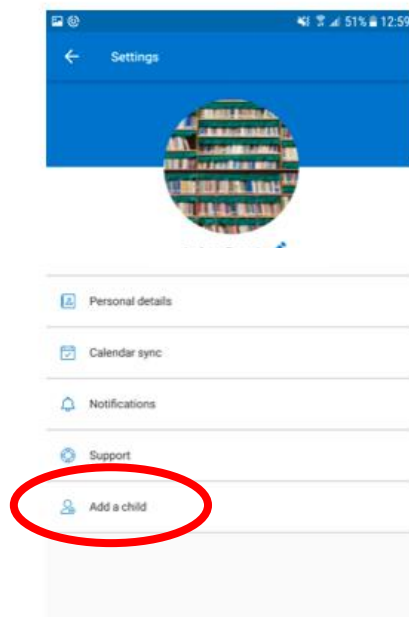 51% 12:59
Settings
Personal details
Calendar sync
Notifications
Support
Add a child